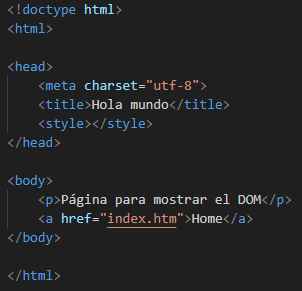 <!doctype html>
<html>
<head>
<meta charset="utf-8">
<title>Hola mundo</title>
<style></style>
</head>
<body>
<p>Página para mostrar el DOM</p>
<a href="index.htm">Home</a>
</body>
</html>